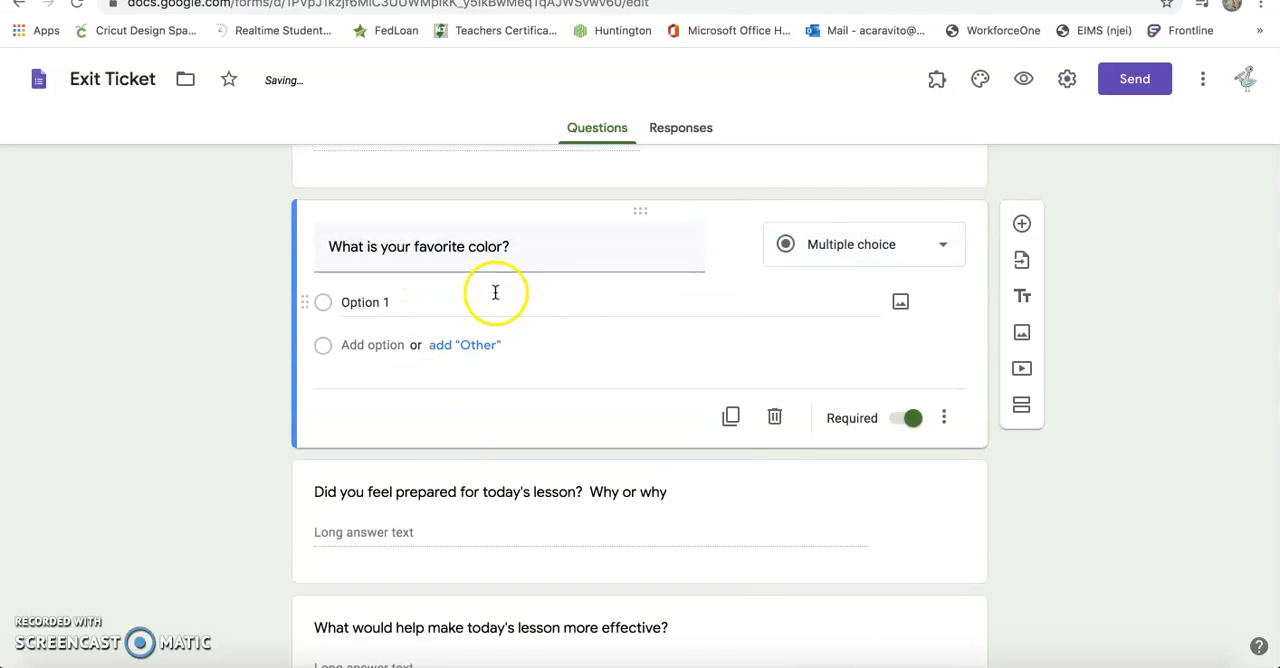 docs.google.com/forms/d/
Apps Cricut Design Spa... Realtime Student... FedLoan Teachers Certifica... Huntington Microsoft Office H... Mail - acaravito@... WorkforceOne EIMS (njei) Frontline »
Exit Ticket Saving... Send
Questions Responses
What is your favorite color? Multiple choice
Option 1
Add option or add "Other"
Required
Did you feel prepared for today's lesson? Why or why
Long answer text
What would help make today's lesson more effective?
Long answer text
RECORDED WITH
SCREENCAST MATIC